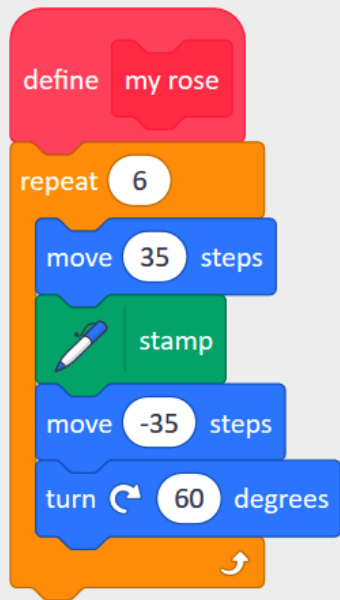 define my rose
repeat 6
move 35 steps
stamp
move -35 steps
turn 60 degrees